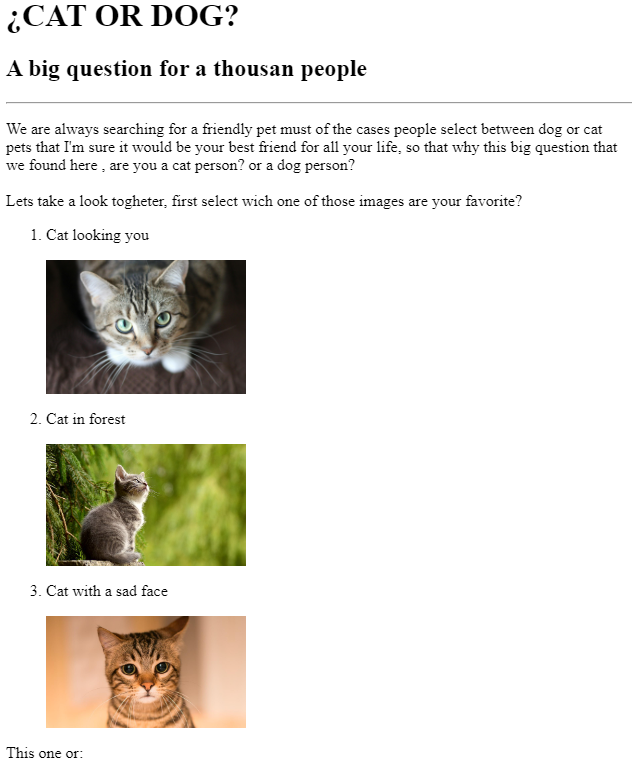 ¿CAT OR DOG?
A big question for a thousan people
We are always searching for a friendly pet must of the cases people select between dog or cat
pets that I'm sure it would be your best friend for all your life, so that why this big question that
we found here , are you a cat person? or a dog person?
Lets take a look togheter, first select wich one of those images are your favorite?
1. Cat looking you
2. Cat in forest
3. Cat with a sad face
This one or: